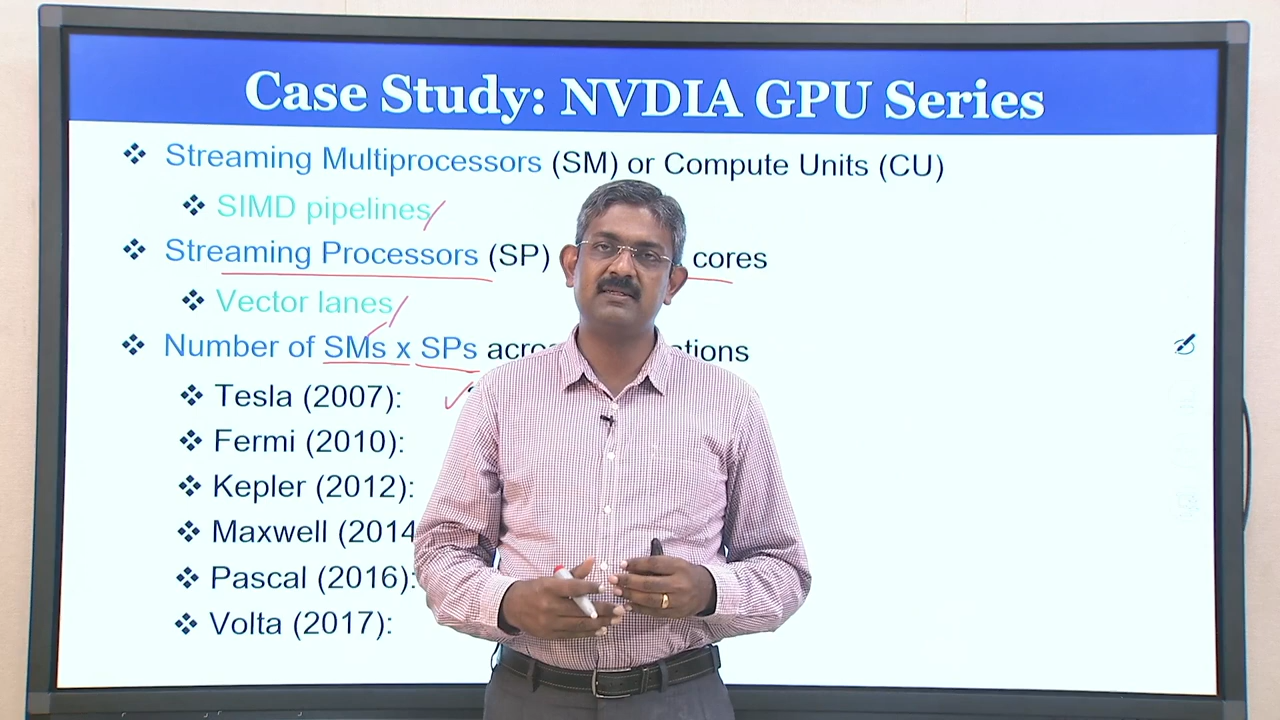 Case Study: NVDIA GPU Series
❖ Streaming Multiprocessors (SM) or Compute Units (CU)
❖ SIMD pipelines
❖ Streaming Processors (SP) cores
❖ Vector lanes
❖ Number of SMs x SPs
❖ Tesla (2007):
❖ Fermi (2010):
❖ Kepler (2012):
❖ Maxwell (2014
❖ Pascal (2016):
❖ Volta (2017):